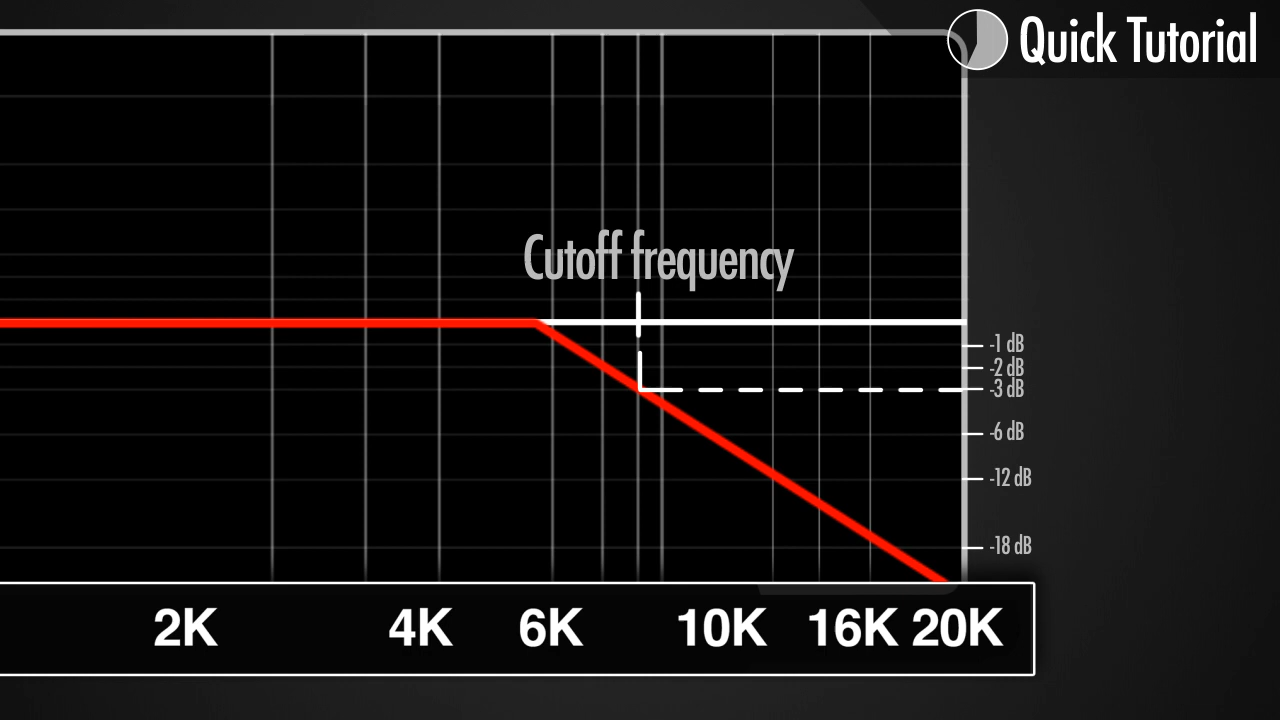 Quick Tutorial
Cutoff frequency
-1 dB
-2 dB
-3 dB
-6 dB
-12 dB
-18 dB
2K 4K 6K 10K 16K 20K